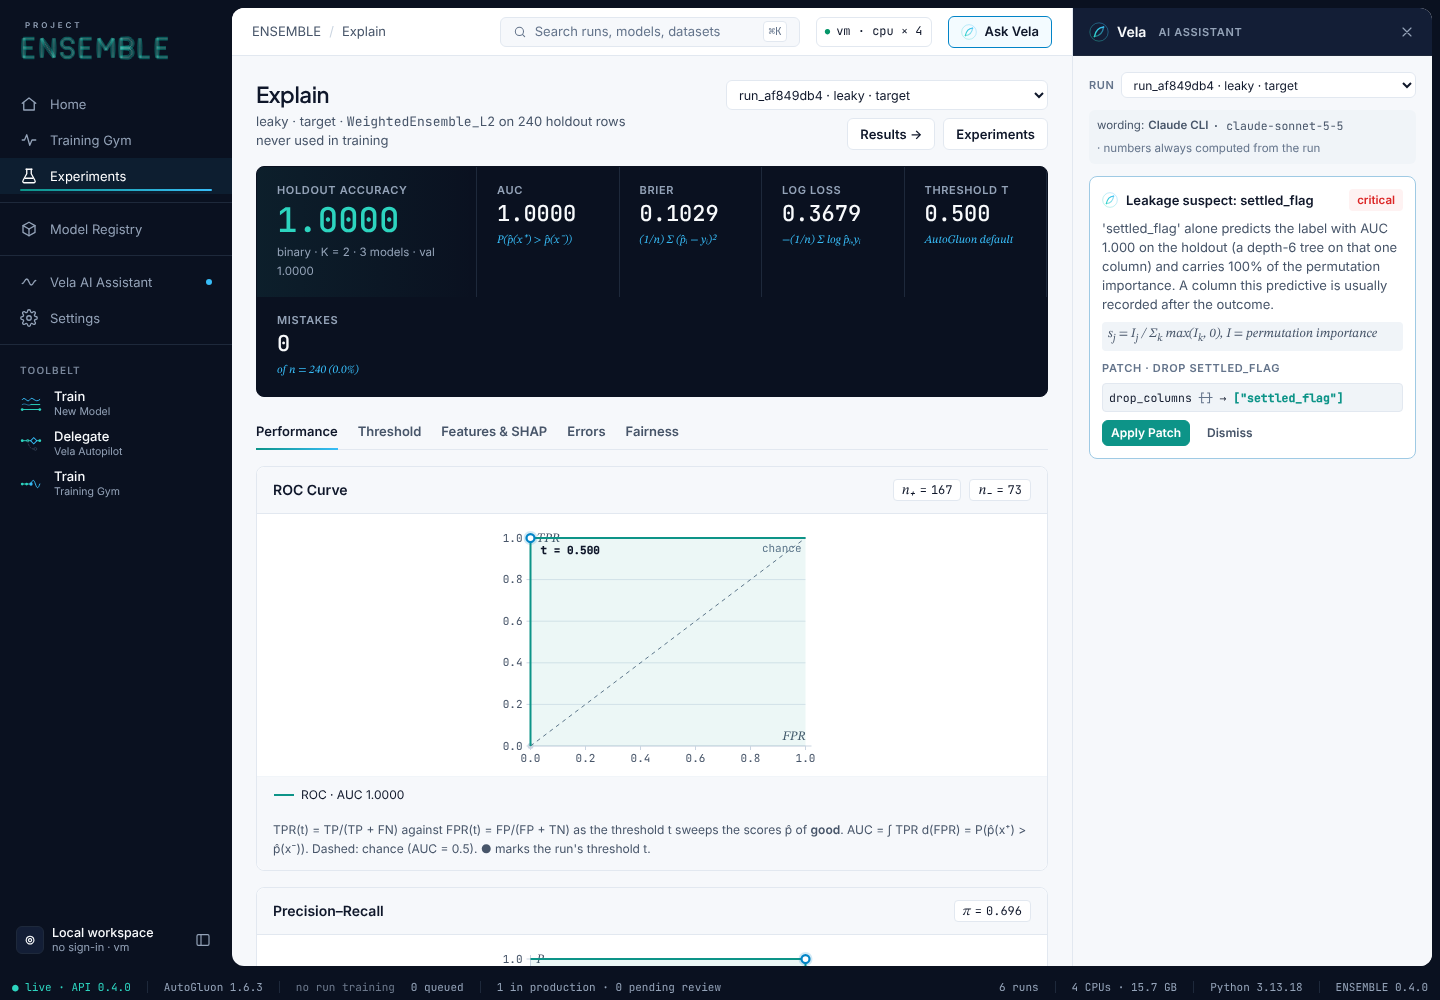 PROJECT
ENSEMBLE
Home
Training Gym
Experiments
Model Registry
Vela AI Assistant
Settings
TOOLBELT
Train
New Model
Delegate
Vela Autopilot
Train
Training Gym
Local workspace
no sign-in · vm
ENSEMBLE / Explain
Search runs, models, datasets ⌘K
vm · cpu × 4
Ask Vela
Explain
leaky · target · WeightedEnsemble_L2 on 240 holdout rows
never used in training
run_af849db4 · leaky · target
Results →
Experiments
HOLDOUT ACCURACY
1.0000
binary · K = 2 · 3 models · val
1.0000
AUC
1.0000
P(p̂(x⁺) > p̂(x⁻))
BRIER
0.1029
(1/n) Σ (p̂ᵢ − yᵢ)²
LOG LOSS
0.3679
−(1/n) Σ log p̂ᵢ,yᵢ
THRESHOLD T
0.500
AutoGluon default
MISTAKES
0
of n = 240 (0.0%)
Performance
Threshold
Features & SHAP
Errors
Fairness
ROC Curve
n₊ = 167
n₋ = 73
1.0
TPR
t = 0.500
chance
0.8
0.6
0.4
0.2
FPR
0.0
0.0 0.2 0.4 0.6 0.8 1.0
ROC · AUC 1.0000
TPR(t) = TP/(TP + FN) against FPR(t) = FP/(FP + TN) as the threshold t sweeps the scores p̂ of good. AUC = ∫ TPR d(FPR) = P(p̂(x⁺) >
p̂(x⁻)). Dashed: chance (AUC = 0.5). ● marks the run's threshold t.
Precision–Recall
π = 0.696
1.0
P
Vela AI ASSISTANT
RUN
run_af849db4 · leaky · target
wording: Claude CLI · claude-sonnet-5-5
· numbers always computed from the run
Leakage suspect: settled_flag
critical
'settled_flag' alone predicts the label with AUC
1.000 on the holdout (a depth-6 tree on that one
column) and carries 100% of the permutation
importance. A column this predictive is usually
recorded after the outcome.
sⱼ = Iⱼ / Σₖ max(Iₖ, 0), I = permutation importance
PATCH · DROP SETTLED_FLAG
drop_columns [] → ["settled_flag"]
Apply Patch
Dismiss
live · API 0.4.0
AutoGluon 1.6.3
no run training 0 queued
1 in production · 0 pending review
6 runs
4 CPUs · 15.7 GB
Python 3.13.18
ENSEMBLE 0.4.0